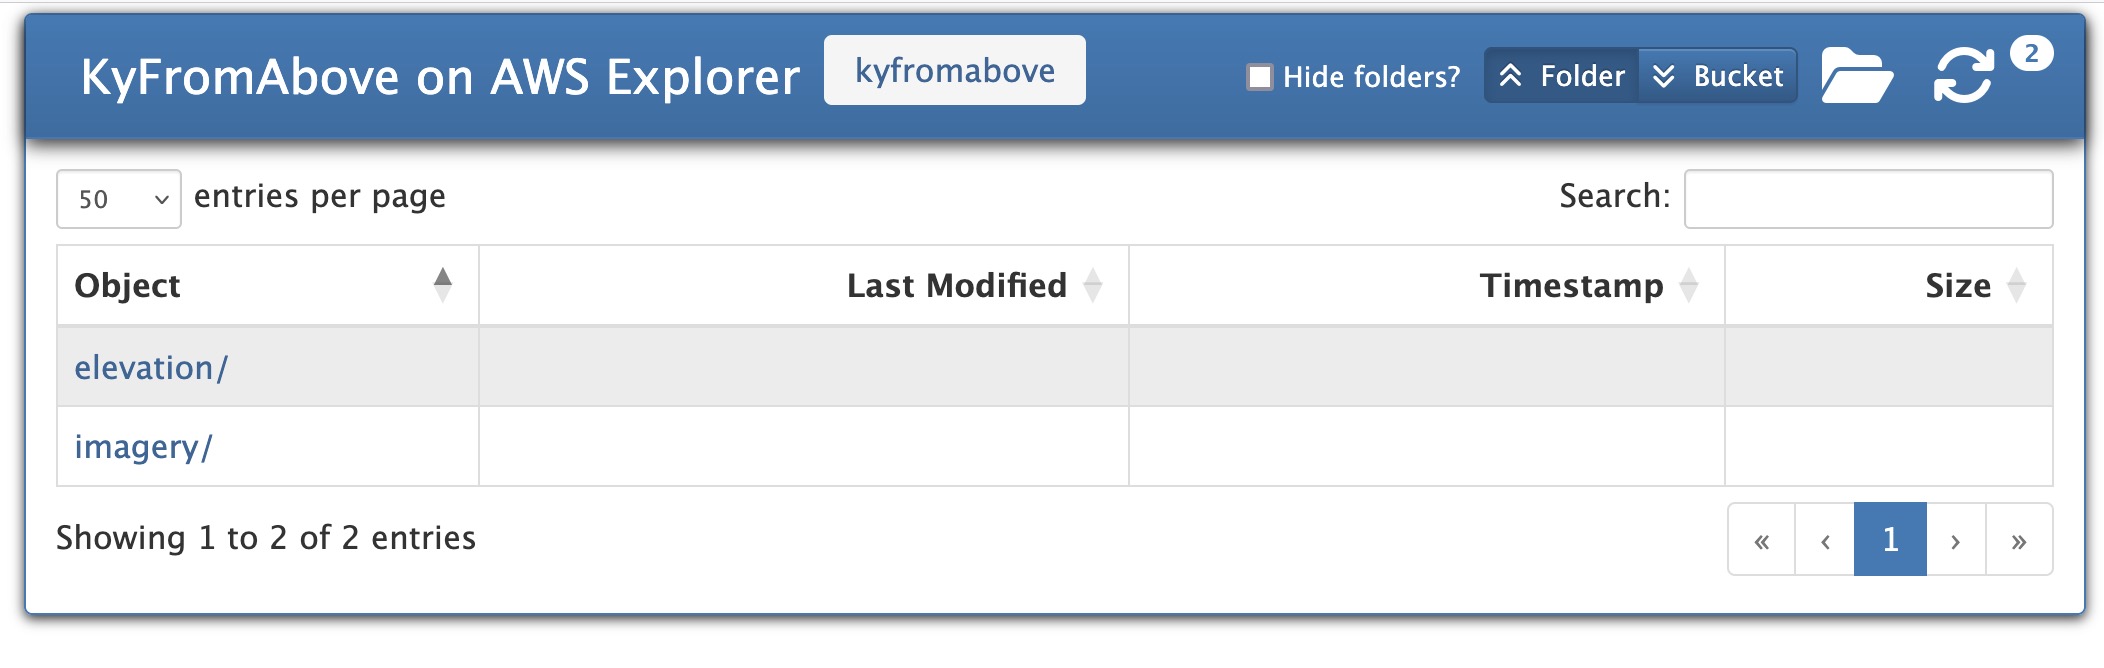 KyFromAbove on AWS Explorer kyfromabove Hide folders? Folder Bucket 2
50 entries per page Search:
Object Last Modified Timestamp Size
elevation/
imagery/
Showing 1 to 2 of 2 entries « ‹ 1 › »